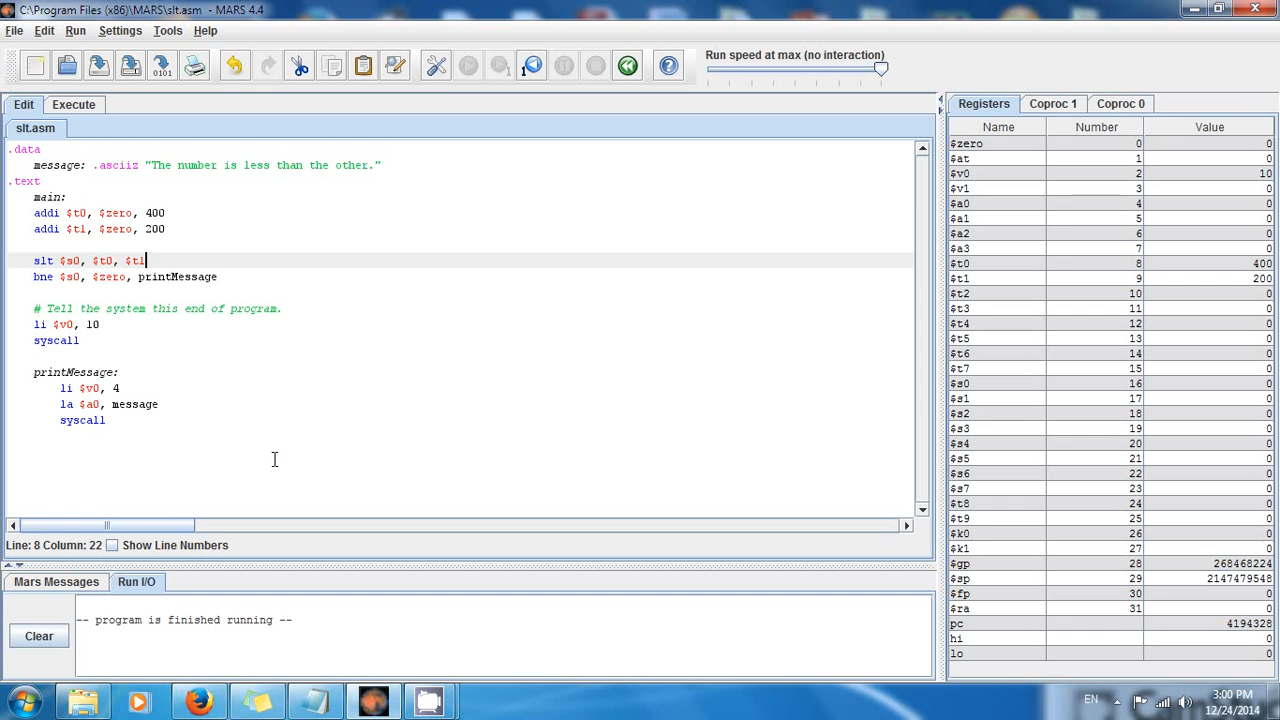 C:\Program Files (x86)\MARS\slt.asm - MARS 4.4
File Edit Run Settings Tools Help
Run speed at max (no interaction)
Edit Execute
slt.asm
.data
message: .asciiz "The number is less than the other."
.text
main:
addi $t0, $zero, 400
addi $t1, $zero, 200
slt $s0, $t0, $t1
bne $s0, $zero, printMessage
# Tell the system this end of program.
li $v0, 10
syscall
printMessage:
li $v0, 4
la $a0, message
syscall
Line: 8 Column: 22 Show Line Numbers
Mars Messages Run I/O
-- program is finished running --
Clear
Registers Coproc 1 Coproc 0
Name Number Value
$zero 0 0
$at 1 0
$v0 2 10
$v1 3 0
$a0 4 0
$a1 5 0
$a2 6 0
$a3 7 0
$t0 8 400
$t1 9 200
$t2 10 0
$t3 11 0
$t4 12 0
$t5 13 0
$t6 14 0
$t7 15 0
$s0 16 0
$s1 17 0
$s2 18 0
$s3 19 0
$s4 20 0
$s5 21 0
$s6 22 0
$s7 23 0
$t8 24 0
$t9 25 0
$k0 26 0
$k1 27 0
$gp 28 268468224
$sp 29 2147479548
$fp 30 0
$ra 31 0
pc 4194328
hi 0
lo 0
EN
3:00 PM
12/24/2014